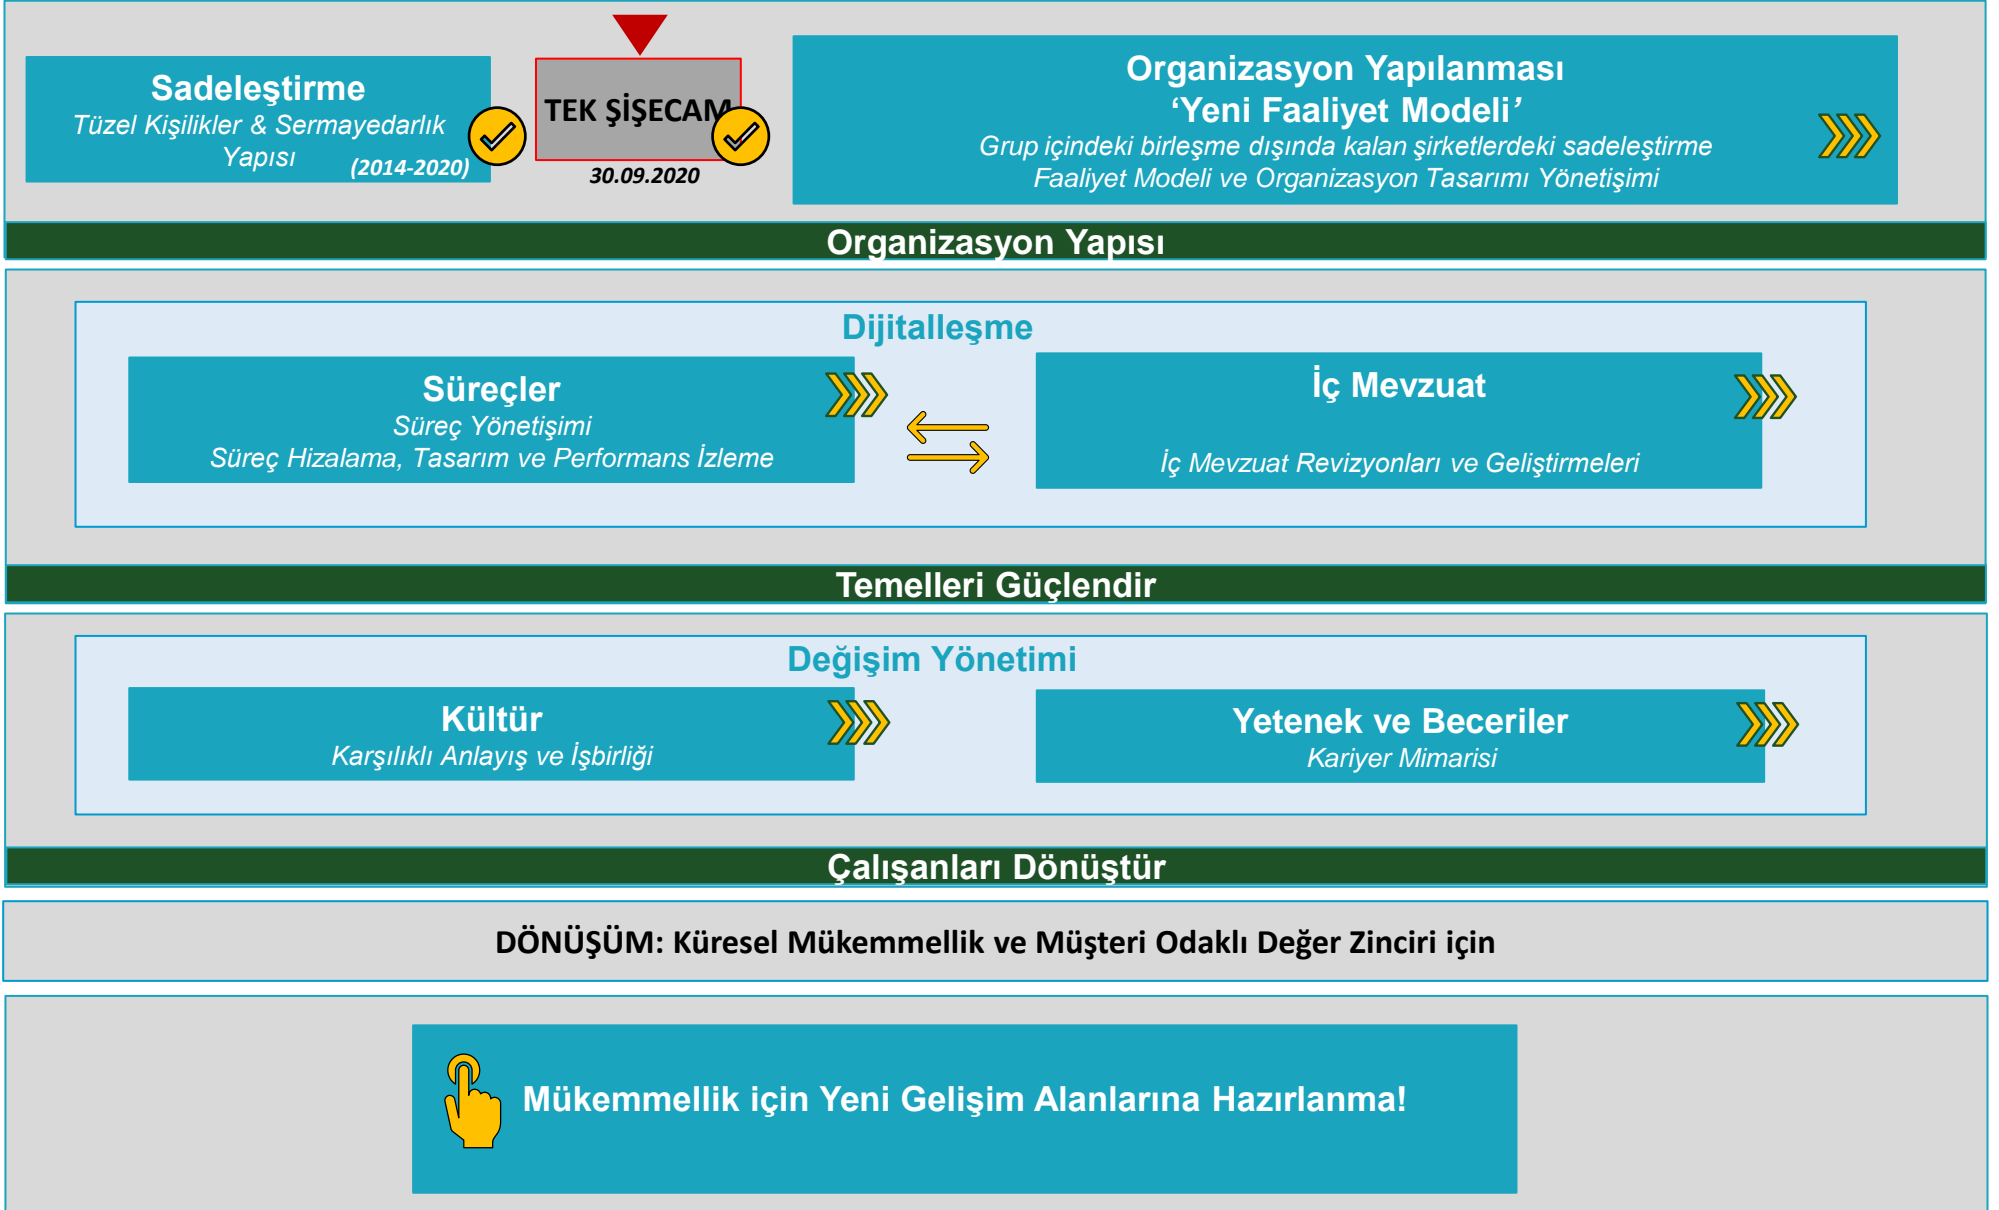 Sadeleştirme
Tüzel Kişilikler & Sermayedarlık
Yapısı
(2014-2020)
TEK ŞİŞECAM
30.09.2020
Organizasyon Yapılanması
‘Yeni Faaliyet Modeli’
Grup içindeki birleşme dışında kalan şirketlerdeki sadeleştirme
Faaliyet Modeli ve Organizasyon Tasarımı Yönetişimi
Organizasyon Yapısı
Dijitalleşme
Süreçler
Süreç Yönetişimi
Süreç Hizalama, Tasarım ve Performans İzleme
İç Mevzuat
İç Mevzuat Revizyonları ve Geliştirmeleri
Temelleri Güçlendir
Değişim Yönetimi
Kültür
Karşılıklı Anlayış ve İşbirliği
Yetenek ve Beceriler
Kariyer Mimarisi
Çalışanları Dönüştür
DÖNÜŞÜM: Küresel Mükemmellik ve Müşteri Odaklı Değer Zinciri için
Mükemmellik için Yeni Gelişim Alanlarına Hazırlanma!